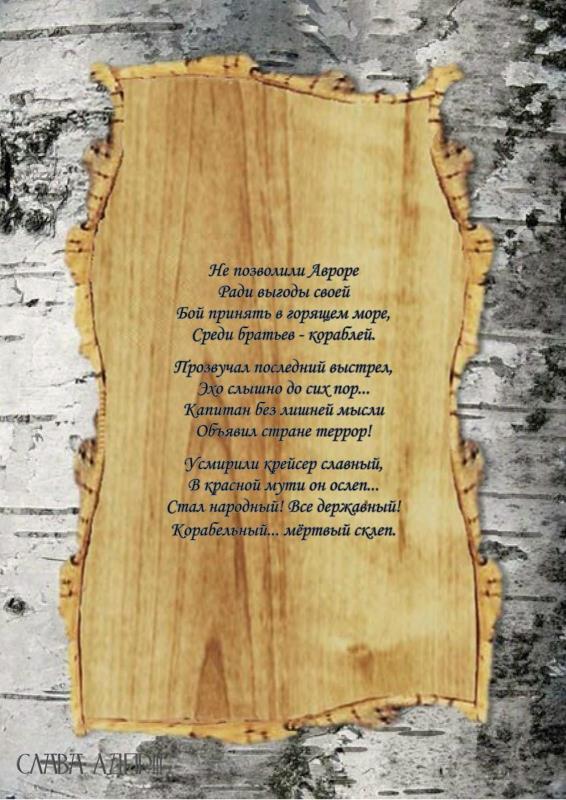 Не позволили Авроре
Ради выгоды своей
Бой принять в горящем море,
Среди братьев - кораблей.
Прозвучал последний выстрел,
Эхо слышно до сих пор...
Капитан без лишней мысли
Объявил стране террор!
Усмирили крейсер славный,
В красной мути он ослеп...
Стал народный! Все державный!
Корабельный... мёртвый склеп.
СЛАВА